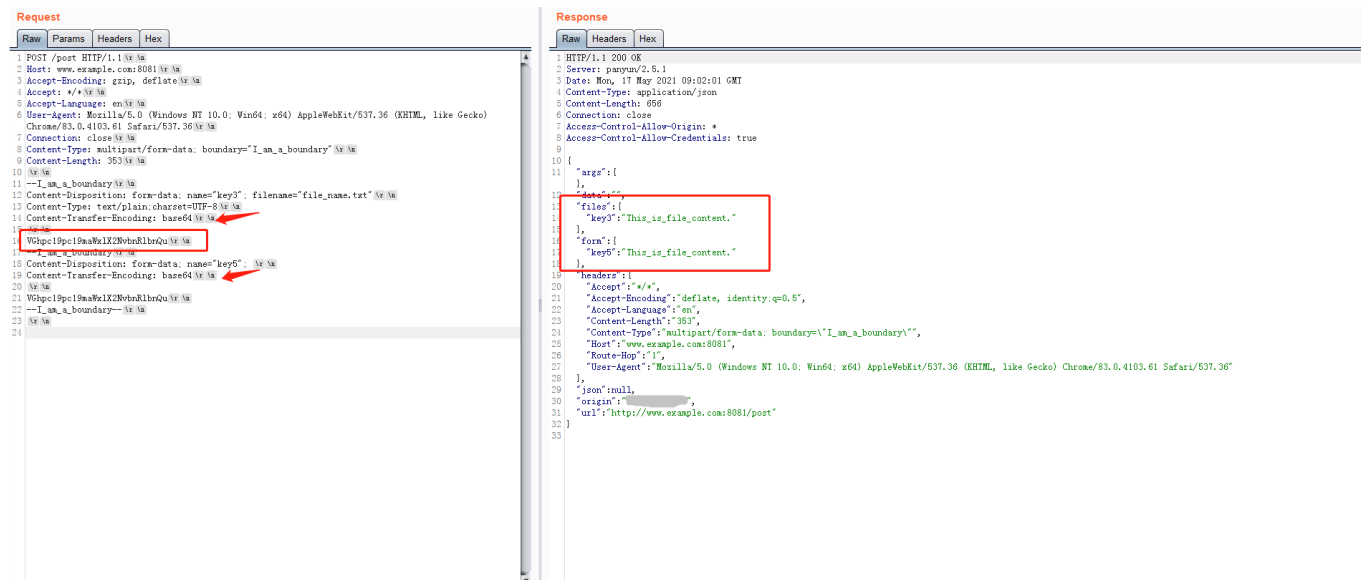 Request
Raw Params Headers Hex
1 POST /post HTTP/1.1 \r \n
2 Host: www.example.com:8081 \r \n
3 Accept-Encoding: gzip, deflate \r \n
4 Accept: */* \r \n
5 Accept-Language: en \r \n
6 User-Agent: Mozilla/5.0 (Windows NT 10.0; Win64; x64) AppleWebKit/537.36 (KHTML, like Gecko)
Chrome/83.0.4103.61 Safari/537.36 \r \n
7 Connection: close \r \n
8 Content-Type: multipart/form-data; boundary="I_am_a_boundary" \r \n
9 Content-Length: 353 \r \n
10 \r \n
11 --I_am_a_boundary \r \n
12 Content-Disposition: form-data; name="key3"; filename="file_name.txt" \r \n
13 Content-Type: text/plain;charset=UTF-8 \r \n
14 Content-Transfer-Encoding: base64 \r \n
15 \r \n
16 VGhpc19pc19maWxlX2NvbnRlbnQu \r \n
17 --I_am_a_boundary \r \n
18 Content-Disposition: form-data; name="key5"; \r \n
19 Content-Transfer-Encoding: base64 \r \n
20 \r \n
21 VGhpc19pc19maWxlX2NvbnRlbnQu \r \n
22 --I_am_a_boundary-- \r \n
23 \r \n
24
Response
Raw Headers Hex
1 HTTP/1.1 200 OK
2 Server: panyun/2.5.1
3 Date: Mon, 17 May 2021 09:02:01 GMT
4 Content-Type: application/json
5 Content-Length: 656
6 Connection: close
7 Access-Control-Allow-Origin: *
8 Access-Control-Allow-Credentials: true
9
10 {
11 "args":{
},
12 "data":"",
13 "files":{
14 "key3":"This_is_file_content."
15 },
16 "form":{
17 "key5":"This_is_file_content."
18 },
19 "headers":{
20 "Accept":"*/*",
21 "Accept-Encoding":"deflate, identity;q=0.5",
22 "Accept-Language":"en",
23 "Content-Length":"353",
24 "Content-Type":"multipart/form-data; boundary=\"I_am_a_boundary\"",
25 "Host":"www.example.com:8081",
26 "Route-Hop":"1",
27 "User-Agent":"Mozilla/5.0 (Windows NT 10.0; Win64; x64) AppleWebKit/537.36 (KHTML, like Gecko) Chrome/83.0.4103.61 Safari/537.36"
28 },
29 "json":null,
30 "origin":" ",
31 "url":"http://www.example.com:8081/post"
32 }
33